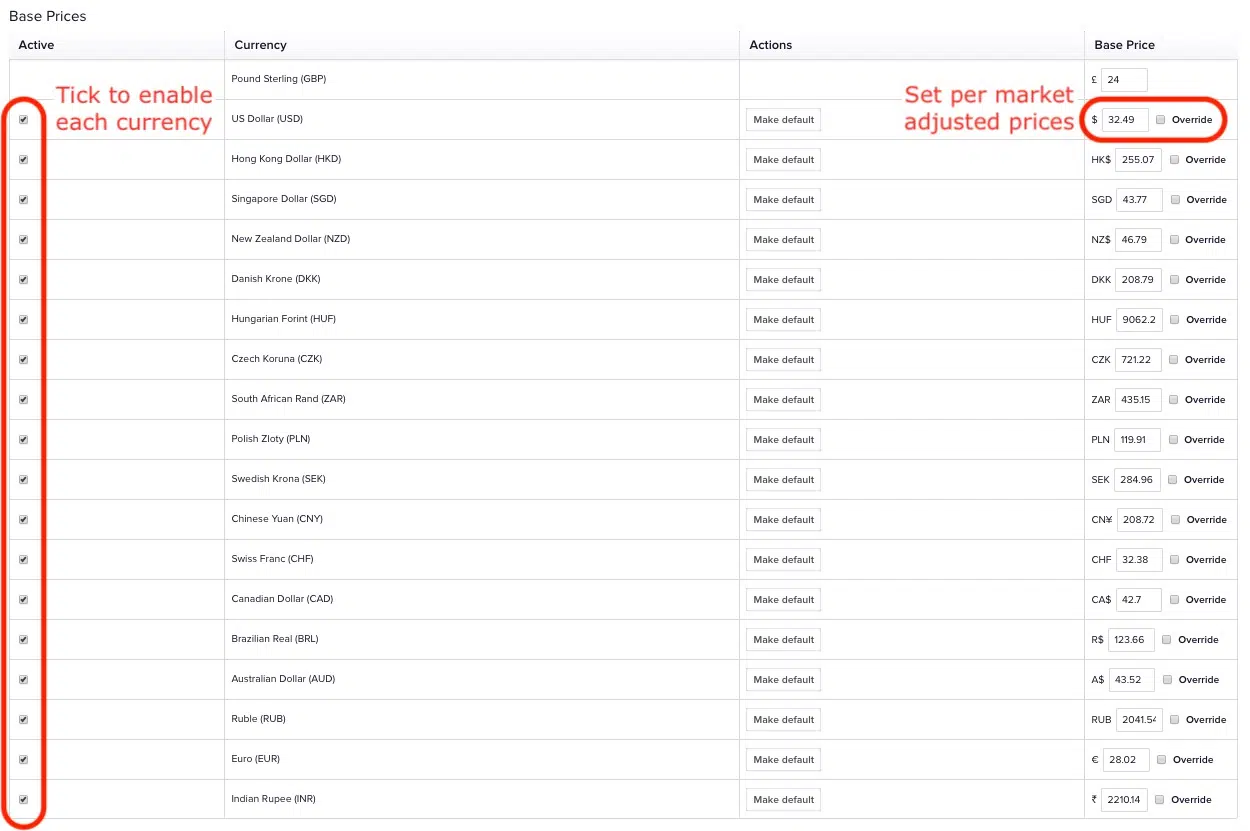 Base Prices
Active Currency Actions Base Price
Pound Sterling (GBP) £ 24
Tick to enable
each currency
Set per market
adjusted prices
US Dollar (USD) Make default $ 32.49 Override
Hong Kong Dollar (HKD) Make default HK$ 255.07 Override
Singapore Dollar (SGD) Make default SGD 43.77 Override
New Zealand Dollar (NZD) Make default NZ$ 46.79 Override
Danish Krone (DKK) Make default DKK 208.79 Override
Hungarian Forint (HUF) Make default HUF 9062.2 Override
Czech Koruna (CZK) Make default CZK 721.22 Override
South African Rand (ZAR) Make default ZAR 435.15 Override
Polish Zloty (PLN) Make default PLN 119.91 Override
Swedish Krona (SEK) Make default SEK 284.96 Override
Chinese Yuan (CNY) Make default CN¥ 208.72 Override
Swiss Franc (CHF) Make default CHF 32.38 Override
Canadian Dollar (CAD) Make default CA$ 42.7 Override
Brazilian Real (BRL) Make default R$ 123.66 Override
Australian Dollar (AUD) Make default A$ 43.52 Override
Ruble (RUB) Make default RUB 2041.54 Override
Euro (EUR) Make default € 28.02 Override
Indian Rupee (INR) Make default ₹ 2210.14 Override